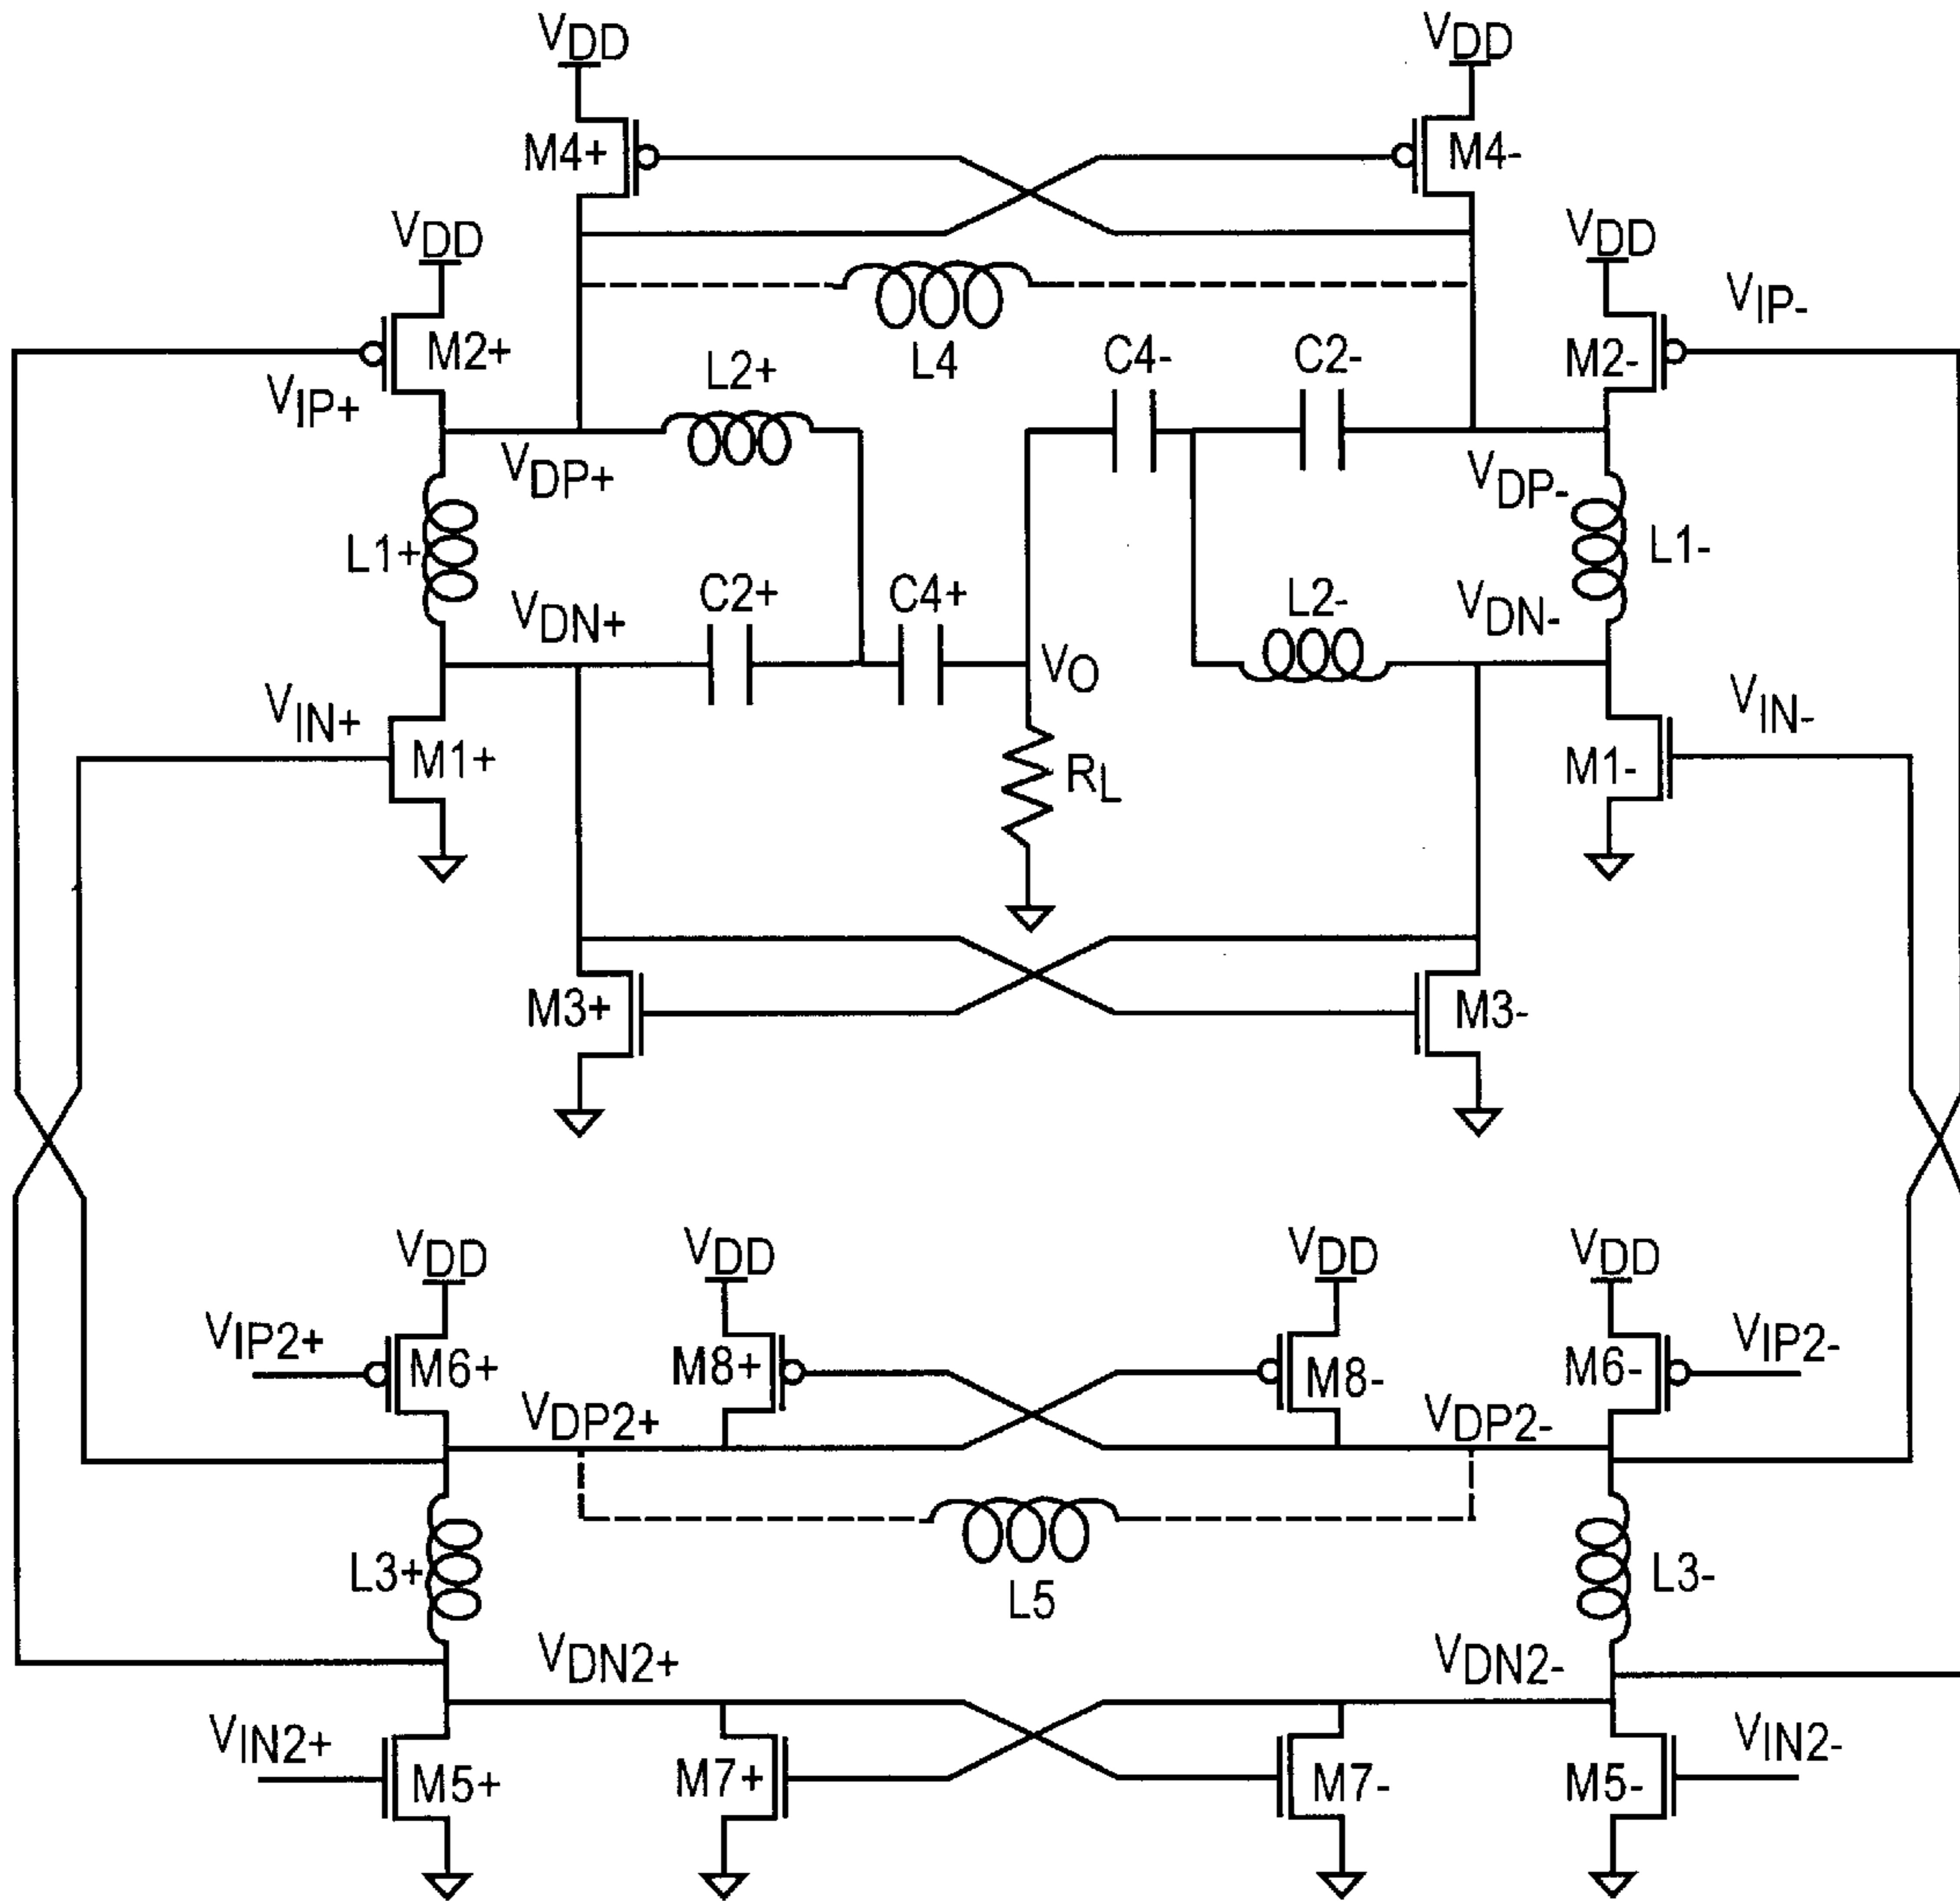 VDD VDD
M4+ M4-
VDD VDD
M2+ L2+ L4 C4- C2- M2- VIP-
VIP+
VDP+ VDP-
L1+ L1-
VDN+ C2+ C4+ L2- VDN-
VIN+ VO VIN-
M1+ RL M1-
M3+ M3-
VDD VDD VDD VDD
VIP2+ M6+ M8+ M8- M6- VIP2-
VDP2+ VDP2-
L3+ L5 L3-
VDN2+ VDN2-
VIN2+ M5+ M7+ M7- M5- VIN2-